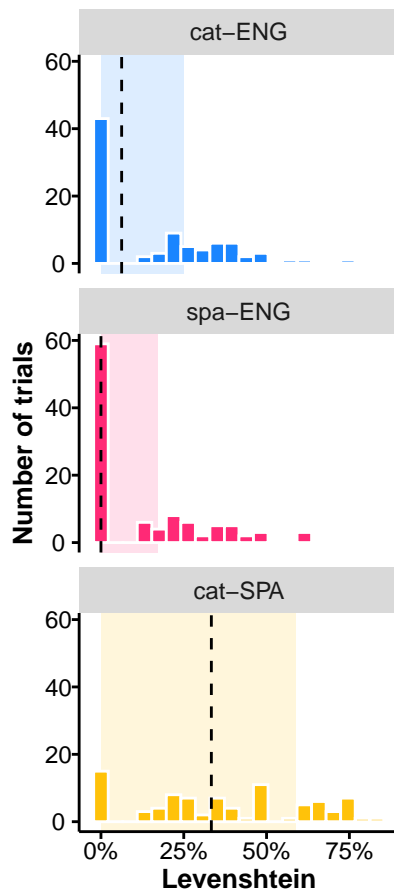 cat−ENG
60
40
20
0
spa−ENG
60
40
20
0
Number of trials
cat−SPA
60
40
20
0
0% 25% 50% 75%
Levenshtein